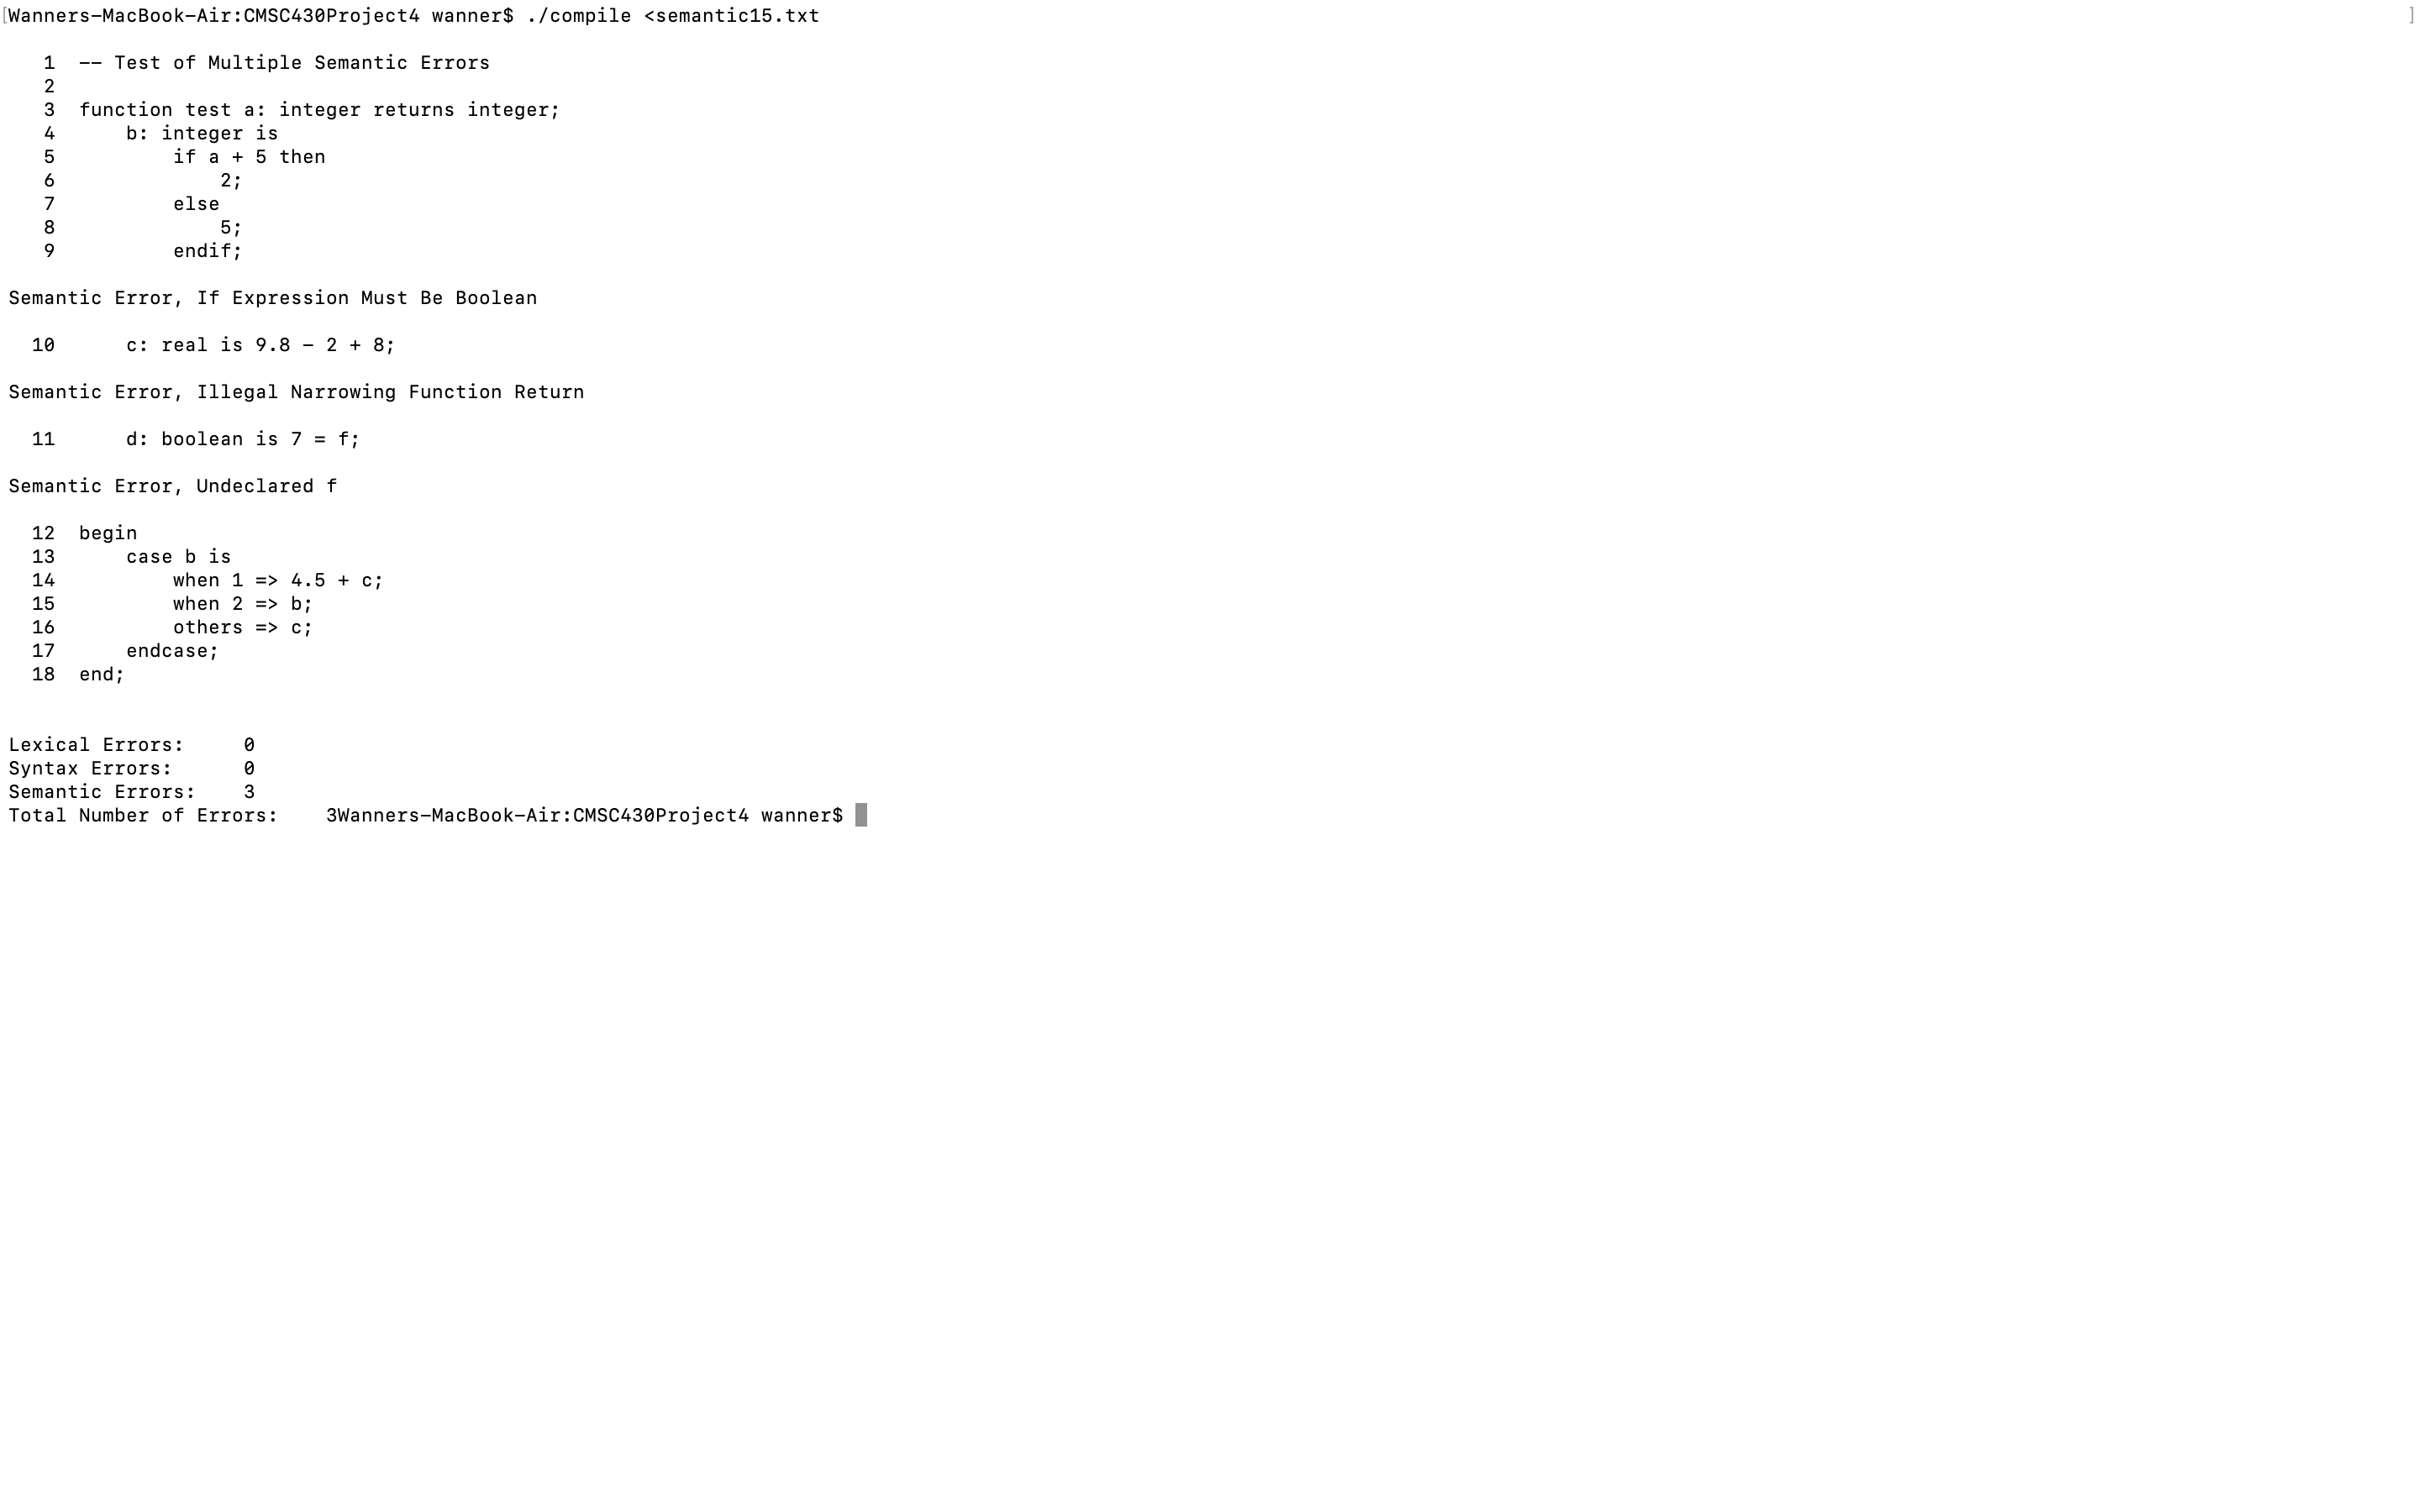 [Wanners-MacBook-Air:CMSC430Project4 wanner$ ./compile <semantic15.txt ]
1 -- Test of Multiple Semantic Errors
2
3 function test a: integer returns integer;
4 b: integer is
5 if a + 5 then
6 2;
7 else
8 5;
9 endif;
Semantic Error, If Expression Must Be Boolean
10 c: real is 9.8 - 2 + 8;
Semantic Error, Illegal Narrowing Function Return
11 d: boolean is 7 = f;
Semantic Error, Undeclared f
12 begin
13 case b is
14 when 1 => 4.5 + c;
15 when 2 => b;
16 others => c;
17 endcase;
18 end;
Lexical Errors: 0
Syntax Errors: 0
Semantic Errors: 3
Total Number of Errors: 3Wanners-MacBook-Air:CMSC430Project4 wanner$